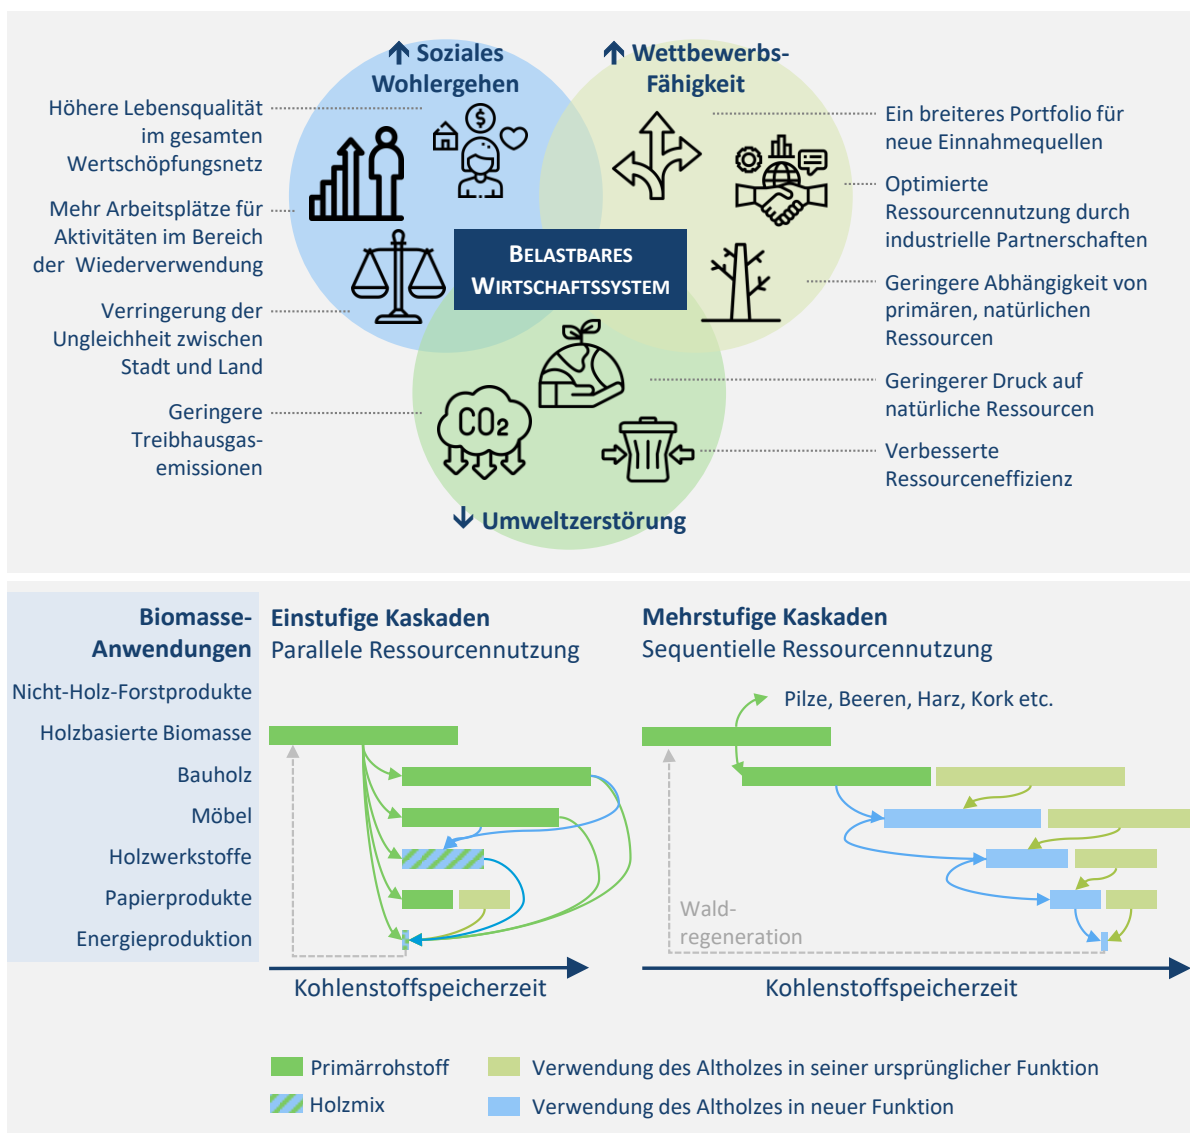 ↑ Soziales
Wohlergehen
↑ Wettbewerbs-
Fähigkeit
Höhere Lebensqualität
im gesamten
Wertschöpfungsnetz
Mehr Arbeitsplätze für
Aktivitäten im Bereich
der Wiederverwendung
Verringerung der
Ungleichheit zwischen
Stadt und Land
Geringere
Treibhausgas-
emissionen
$
BELASTBARES
WIRTSCHAFTSSYSTEM
CO2
Ein breiteres Portfolio für
neue Einnahmequellen
Optimierte
Ressourcennutzung durch
industrielle Partnerschaften
Geringere Abhängigkeit von
primären, natürlichen
Ressourcen
Geringerer Druck auf
natürliche Ressourcen
Verbesserte
Ressourceneffizienz
↓ Umweltzerstörung
Biomasse-
Anwendungen
Nicht-Holz-Forstprodukte
Holzbasierte Biomasse
Bauholz
Möbel
Holzwerkstoffe
Papierprodukte
Energieproduktion
Einstufige Kaskaden
Parallele Ressourcennutzung
Kohlenstoffspeicherzeit
Mehrstufige Kaskaden
Sequentielle Ressourcennutzung
Pilze, Beeren, Harz, Kork etc.
Wald-
regeneration
Kohlenstoffspeicherzeit
Primärrohstoff
Verwendung des Altholzes in seiner ursprünglicher Funktion
Holzmix
Verwendung des Altholzes in neuer Funktion